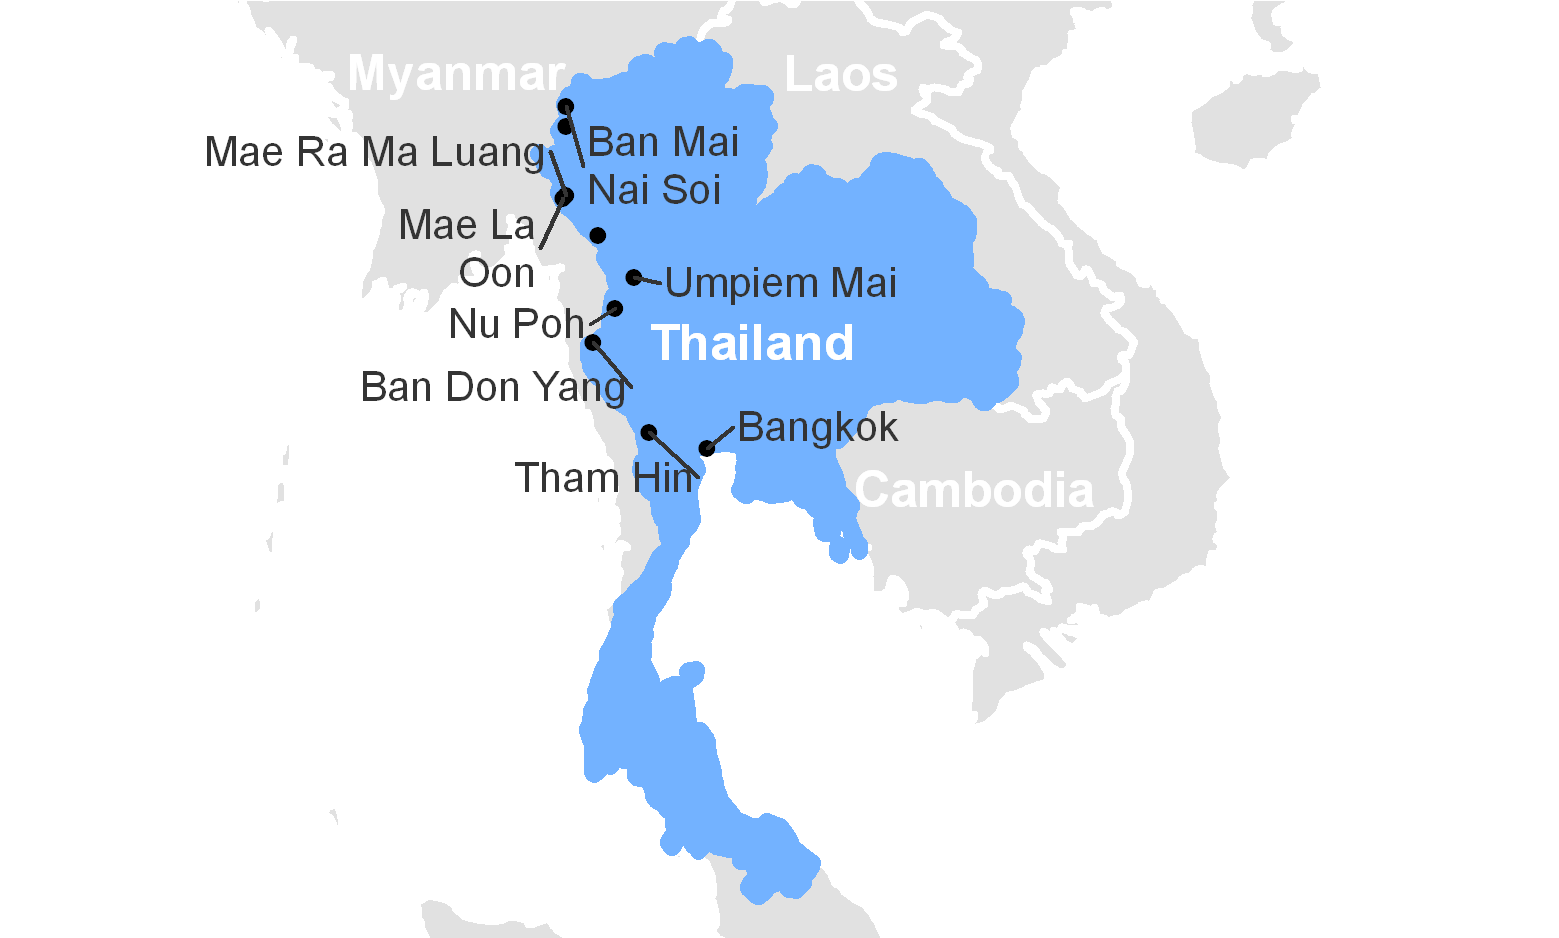 Myanmar
Laos
Ban Mai
Nai Soi
Mae Ra Ma Luang
Mae La
Oon
Umpiem Mai
Nu Poh
Thailand
Ban Don Yang
Bangkok
Tham Hin
Cambodia